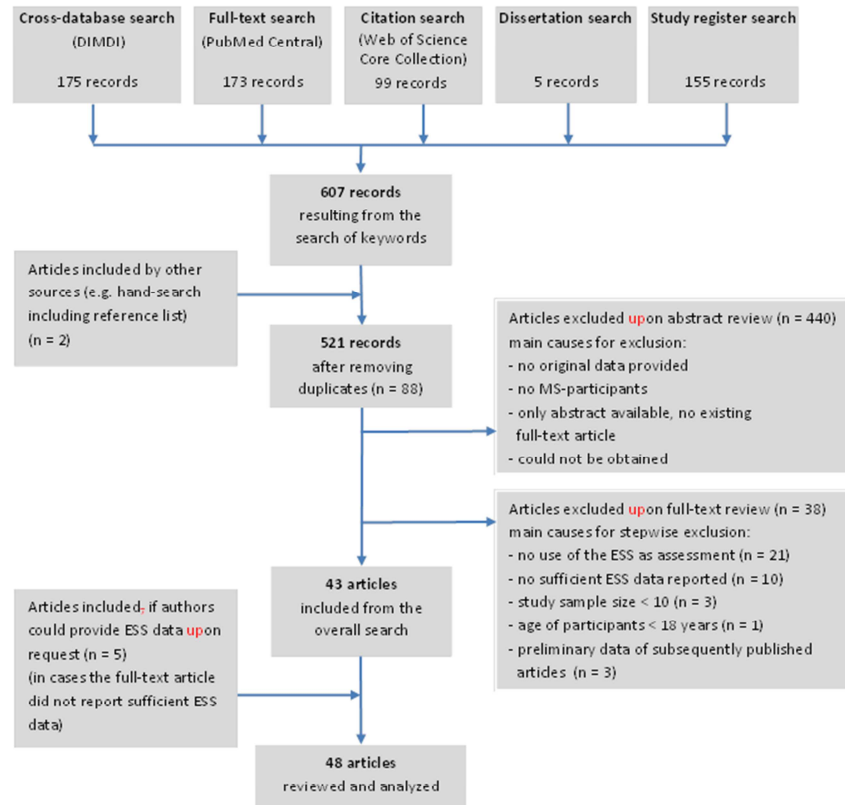 Cross-database search
(DIMDI)
175 records
Full-text search
(PubMed Central)
173 records
Citation search
(Web of Science
Core Collection)
99 records
Dissertation search
5 records
Study register search
155 records
607 records
resulting from the
search of keywords
Articles included by other
sources (e.g. hand-search
including reference list)
(n = 2)
521 records
after removing
duplicates (n = 88)
Articles excluded upon abstract review (n = 440)
main causes for exclusion:
- no original data provided
- no MS-participants
- only abstract available, no existing
full-text article
- could not be obtained
Articles excluded upon full-text review (n = 38)
main causes for stepwise exclusion:
- no use of the ESS as assessment (n = 21)
- no sufficient ESS data reported (n = 10)
- study sample size < 10 (n = 3)
- age of participants < 18 years (n = 1)
- preliminary data of subsequently published
articles (n = 3)
43 articles
included from the
overall search
Articles included, if authors
could provide ESS data upon
request (n = 5)
(in cases the full-text article
did not report sufficient ESS
data)
48 articles
reviewed and analyzed